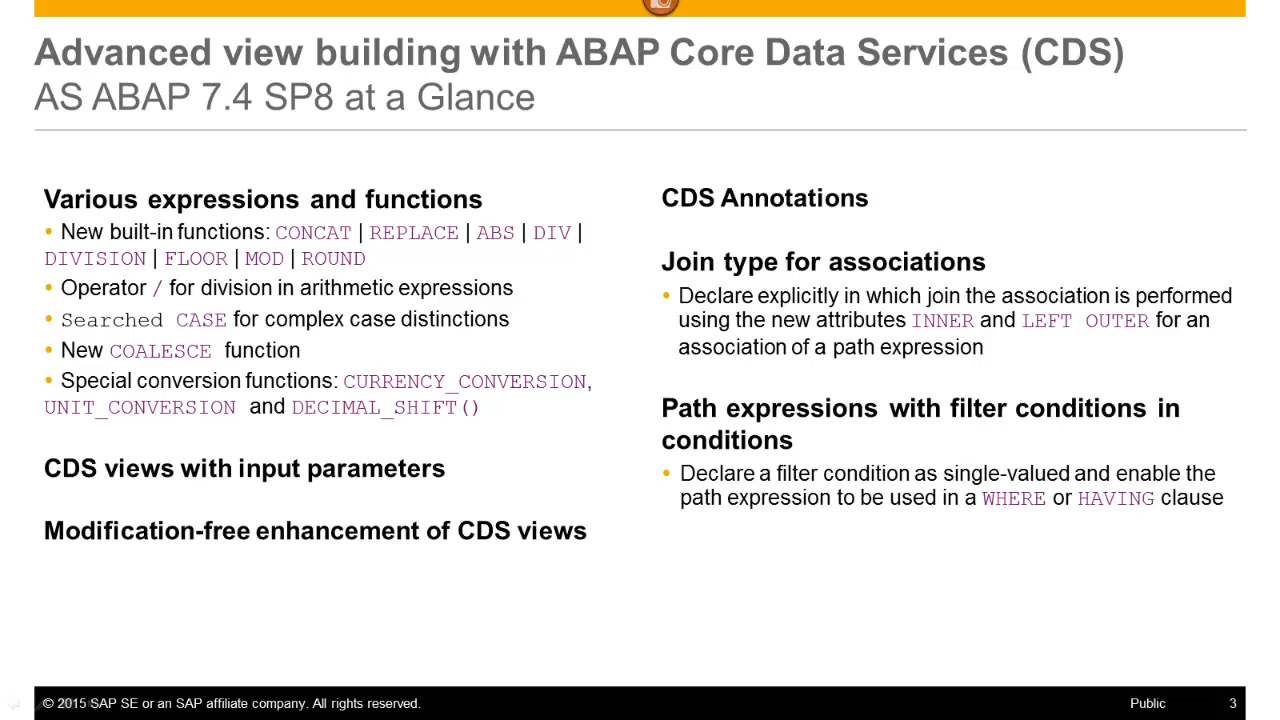 Advanced view building with ABAP Core Data Services (CDS)
AS ABAP 7.4 SP8 at a Glance
Various expressions and functions
• New built-in functions: CONCAT | REPLACE | ABS | DIV |
DIVISION | FLOOR | MOD | ROUND
• Operator / for division in arithmetic expressions
• Searched CASE for complex case distinctions
• New COALESCE function
• Special conversion functions: CURRENCY_CONVERSION,
UNIT_CONVERSION and DECIMAL_SHIFT()
CDS views with input parameters
Modification-free enhancement of CDS views
CDS Annotations
Join type for associations
• Declare explicitly in which join the association is performed
using the new attributes INNER and LEFT OUTER for an
association of a path expression
Path expressions with filter conditions in
conditions
• Declare a filter condition as single-valued and enable the
path expression to be used in a WHERE or HAVING clause
© 2015 SAP SE or an SAP affiliate company. All rights reserved.
Public
3